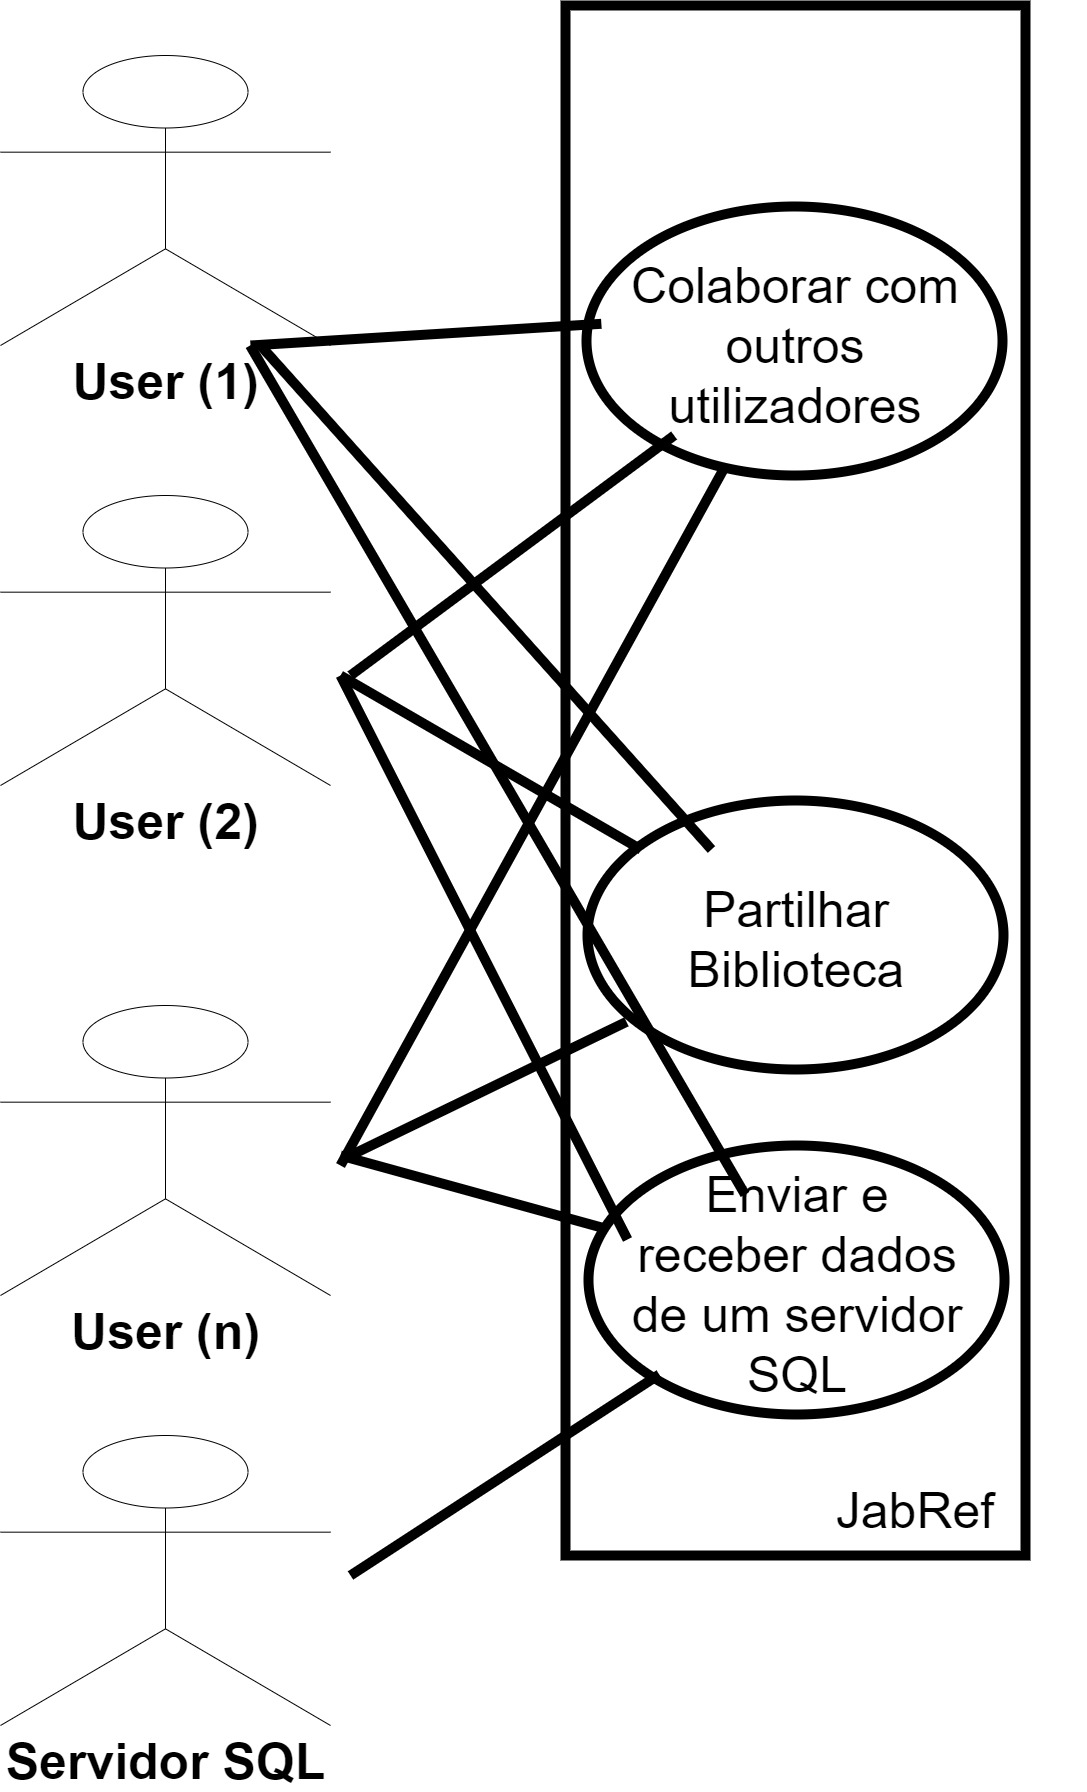 User (1)
User (2)
User (n)
Servidor SQL
Colaborar com
outros
utilizadores
Partilhar
Biblioteca
Enviar e
receber dados
de um servidor
SQL
JabRef